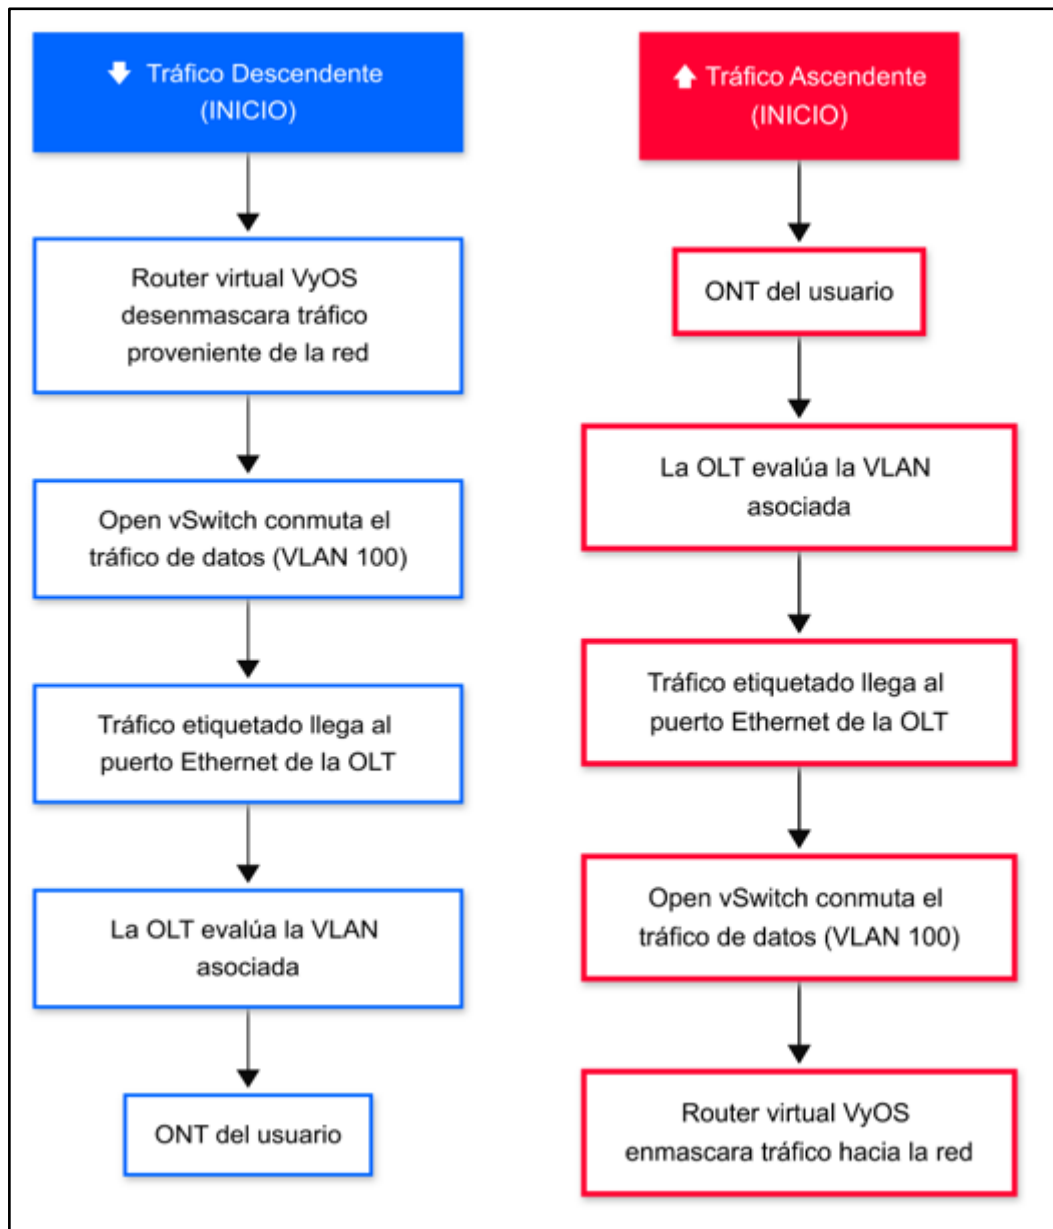 Tráfico Descendente
(INICIO)
Router virtual VyOS
desenmascara tráfico
proveniente de la red
Open vSwitch conmuta el
tráfico de datos (VLAN 100)
Tráfico etiquetado llega al
puerto Ethernet de la OLT
La OLT evalúa la VLAN
asociada
ONT del usuario
Tráfico Ascendente
(INICIO)
ONT del usuario
La OLT evalúa la VLAN
asociada
Tráfico etiquetado llega al
puerto Ethernet de la OLT
Open vSwitch conmuta el
tráfico de datos (VLAN 100)
Router virtual VyOS
enmascara tráfico hacia la red